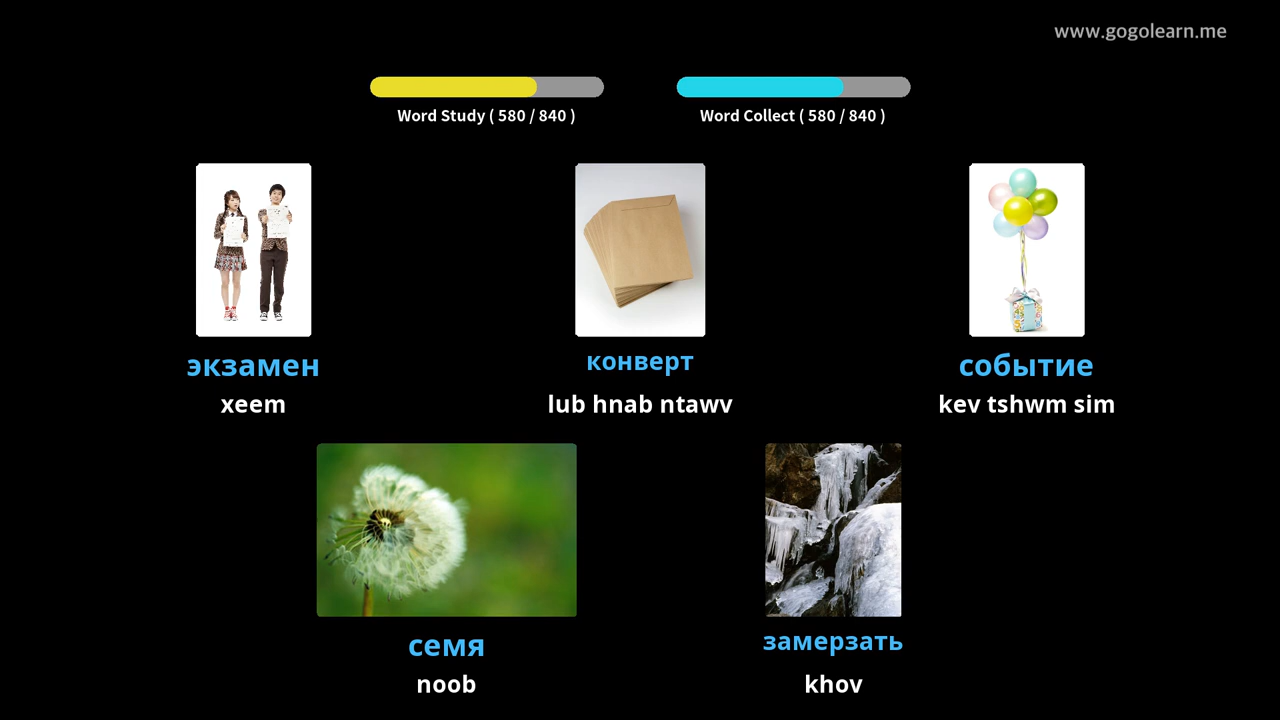 www.gogolearn.me
Word Study ( 580 / 840 )
Word Collect ( 580 / 840 )
экзамен
xeem
конверт
lub hnab ntawv
событие
kev tshwm sim
семя
noob
замерзать
khov